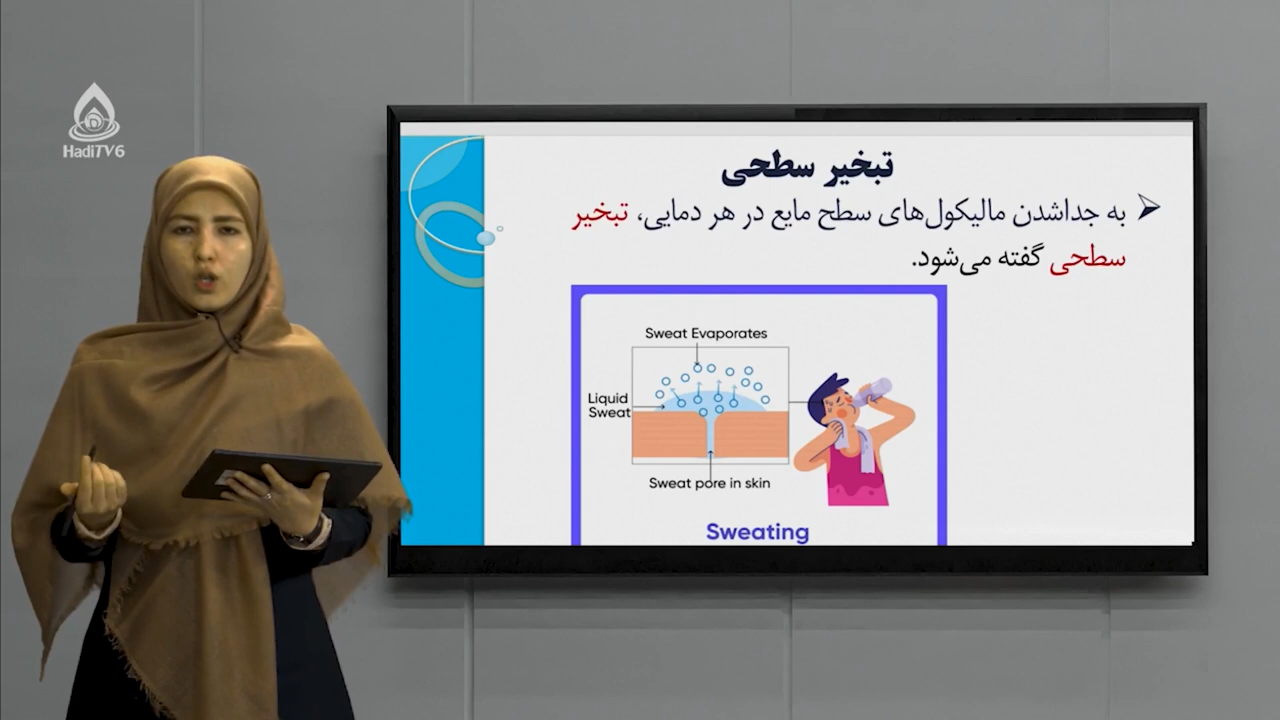 HadiTV6
تبخیر سطحی
به جداشدن مالیکول‌های سطح مایع در هر دمایی، تبخیر
سطحی گفته می‌شود.
Sweat Evaporates
Liquid
Sweat
Sweat pore in skin
Sweating